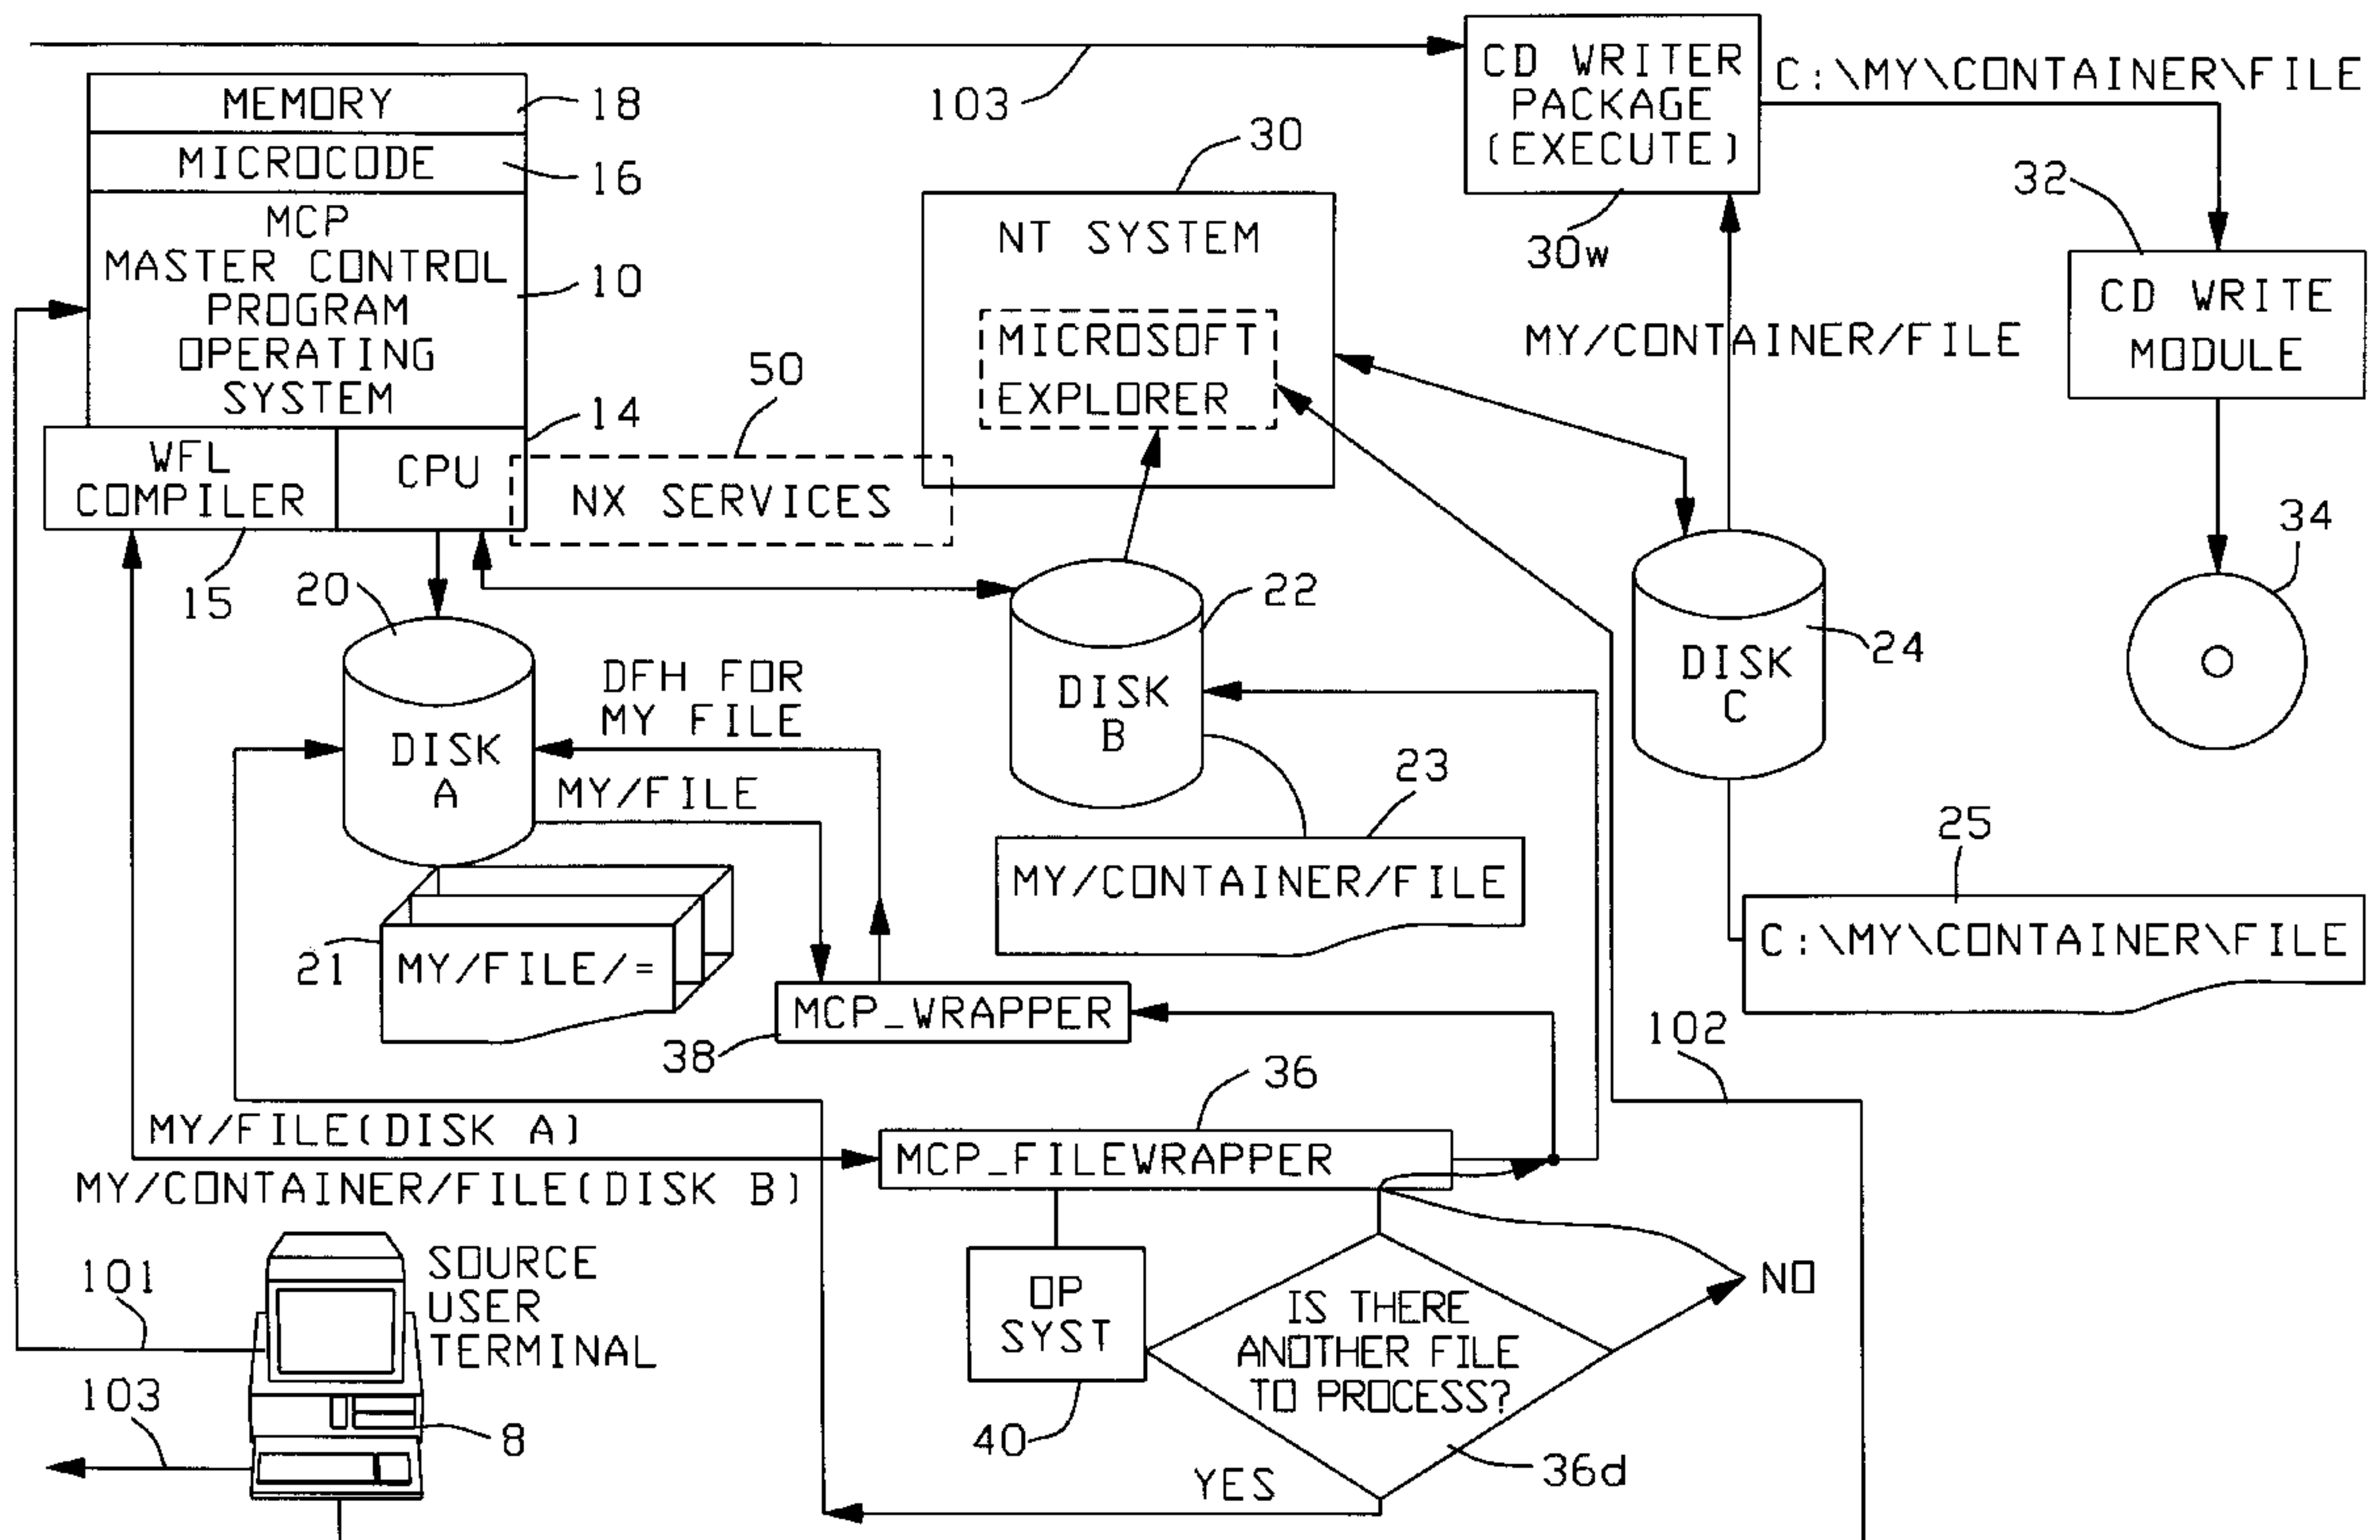 103
CD WRITER
PACKAGE
(EXECUTE)
30w
C:\MY\CONTAINER\FILE
MEMORY
18
MICROCODE
16
MCP
MASTER CONTROL
PROGRAM
OPERATING
SYSTEM
10
14
WFL
COMPILER
15
CPU
50
NX SERVICES
30
NT SYSTEM
MICROSOFT
EXPLORER
MY/CONTAINER/FILE
32
CD WRITE
MODULE
34
20
DISK
A
DFH FOR
MY FILE
MY/FILE
22
DISK
B
23
MY/CONTAINER/FILE
24
DISK
C
25
C:\MY\CONTAINER\FILE
21
MY/FILE/=
MCP_WRAPPER
38
102
36
MY/FILE(DISK A)
MCP_FILEWRAPPER
MY/CONTAINER/FILE(DISK B)
101
SOURCE
USER
TERMINAL
103
8
OP
SYST
40
IS THERE
ANOTHER FILE
TO PROCESS?
NO
36d
YES